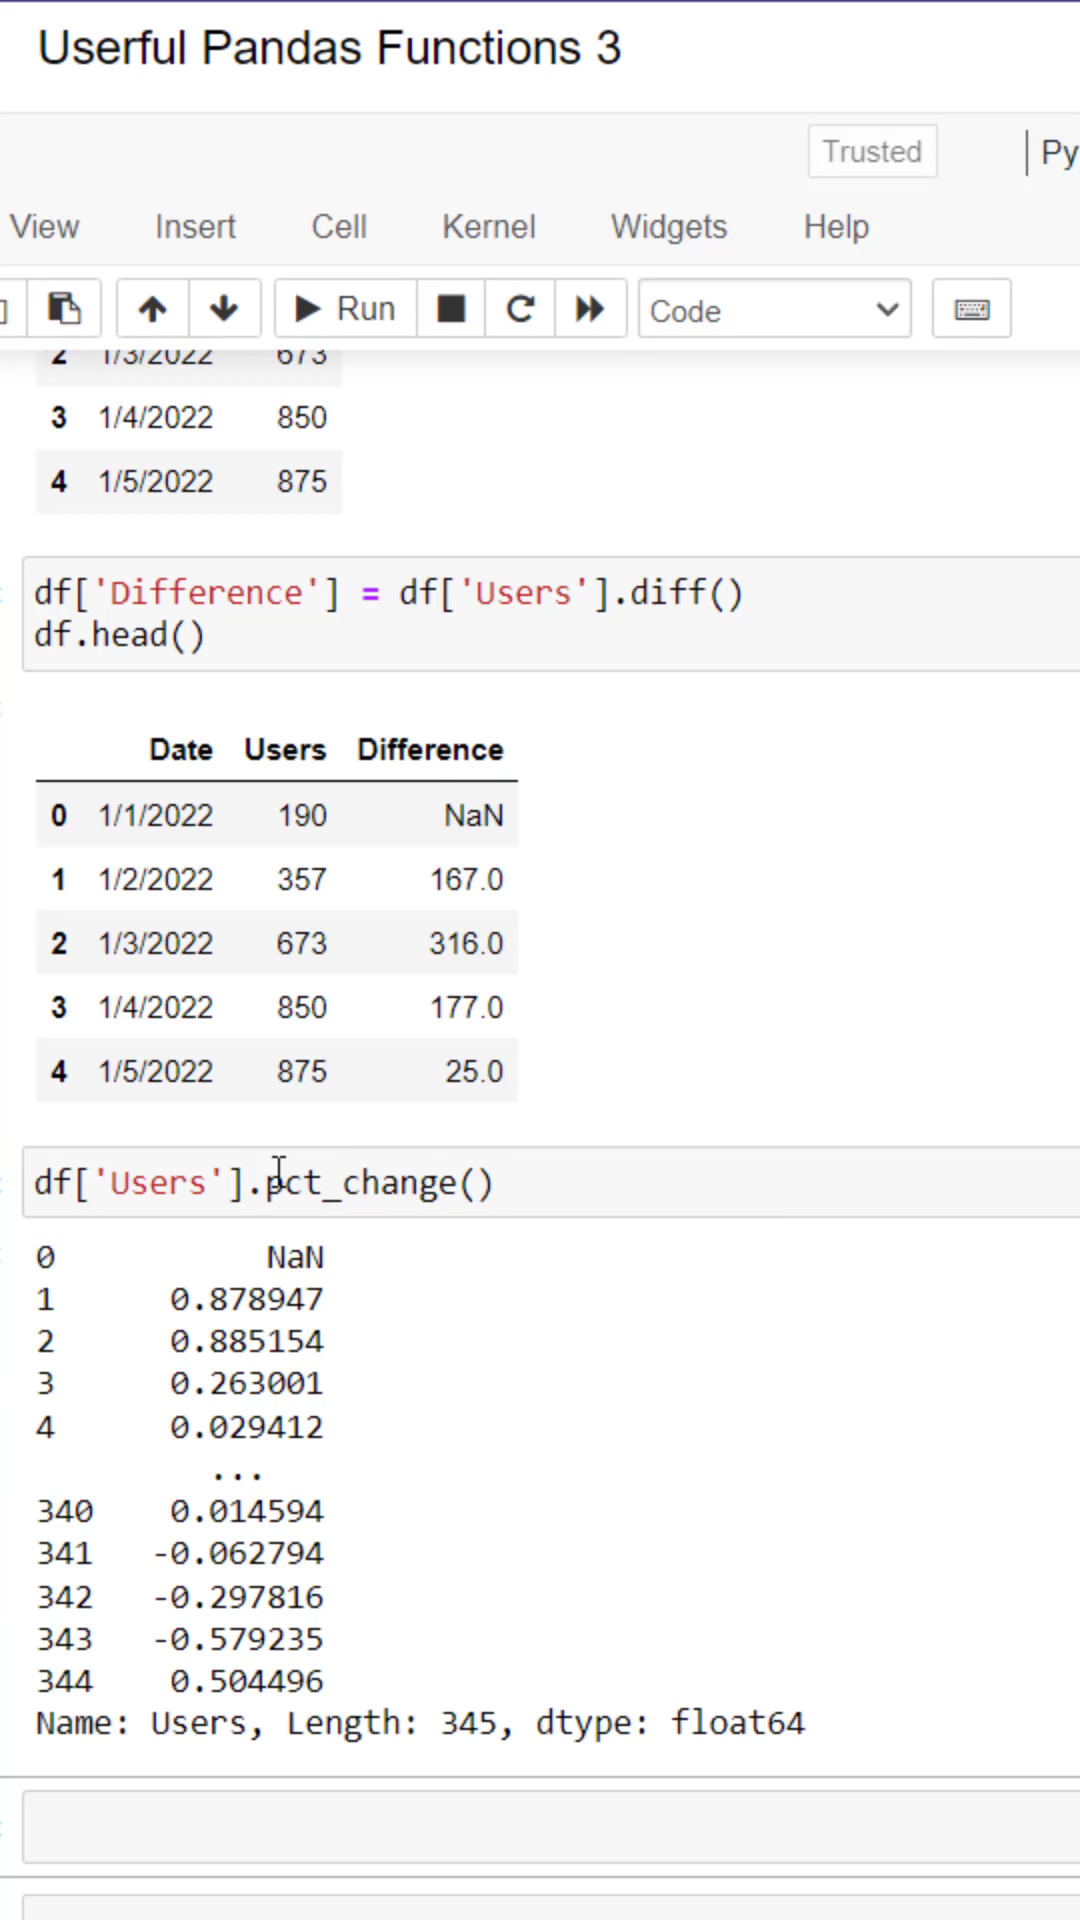 Userful Pandas Functions 3
Trusted
Py
View Insert Cell Kernel Widgets Help
Run Code
2 1/3/2022 673
3 1/4/2022 850
4 1/5/2022 875
df['Difference'] = df['Users'].diff()
df.head()
Date Users Difference
0 1/1/2022 190 NaN
1 1/2/2022 357 167.0
2 1/3/2022 673 316.0
3 1/4/2022 850 177.0
4 1/5/2022 875 25.0
df['Users'].pct_change()
0 NaN
1 0.878947
2 0.885154
3 0.263001
4 0.029412
...
340 0.014594
341 -0.062794
342 -0.297816
343 -0.579235
344 0.504496
Name: Users, Length: 345, dtype: float64